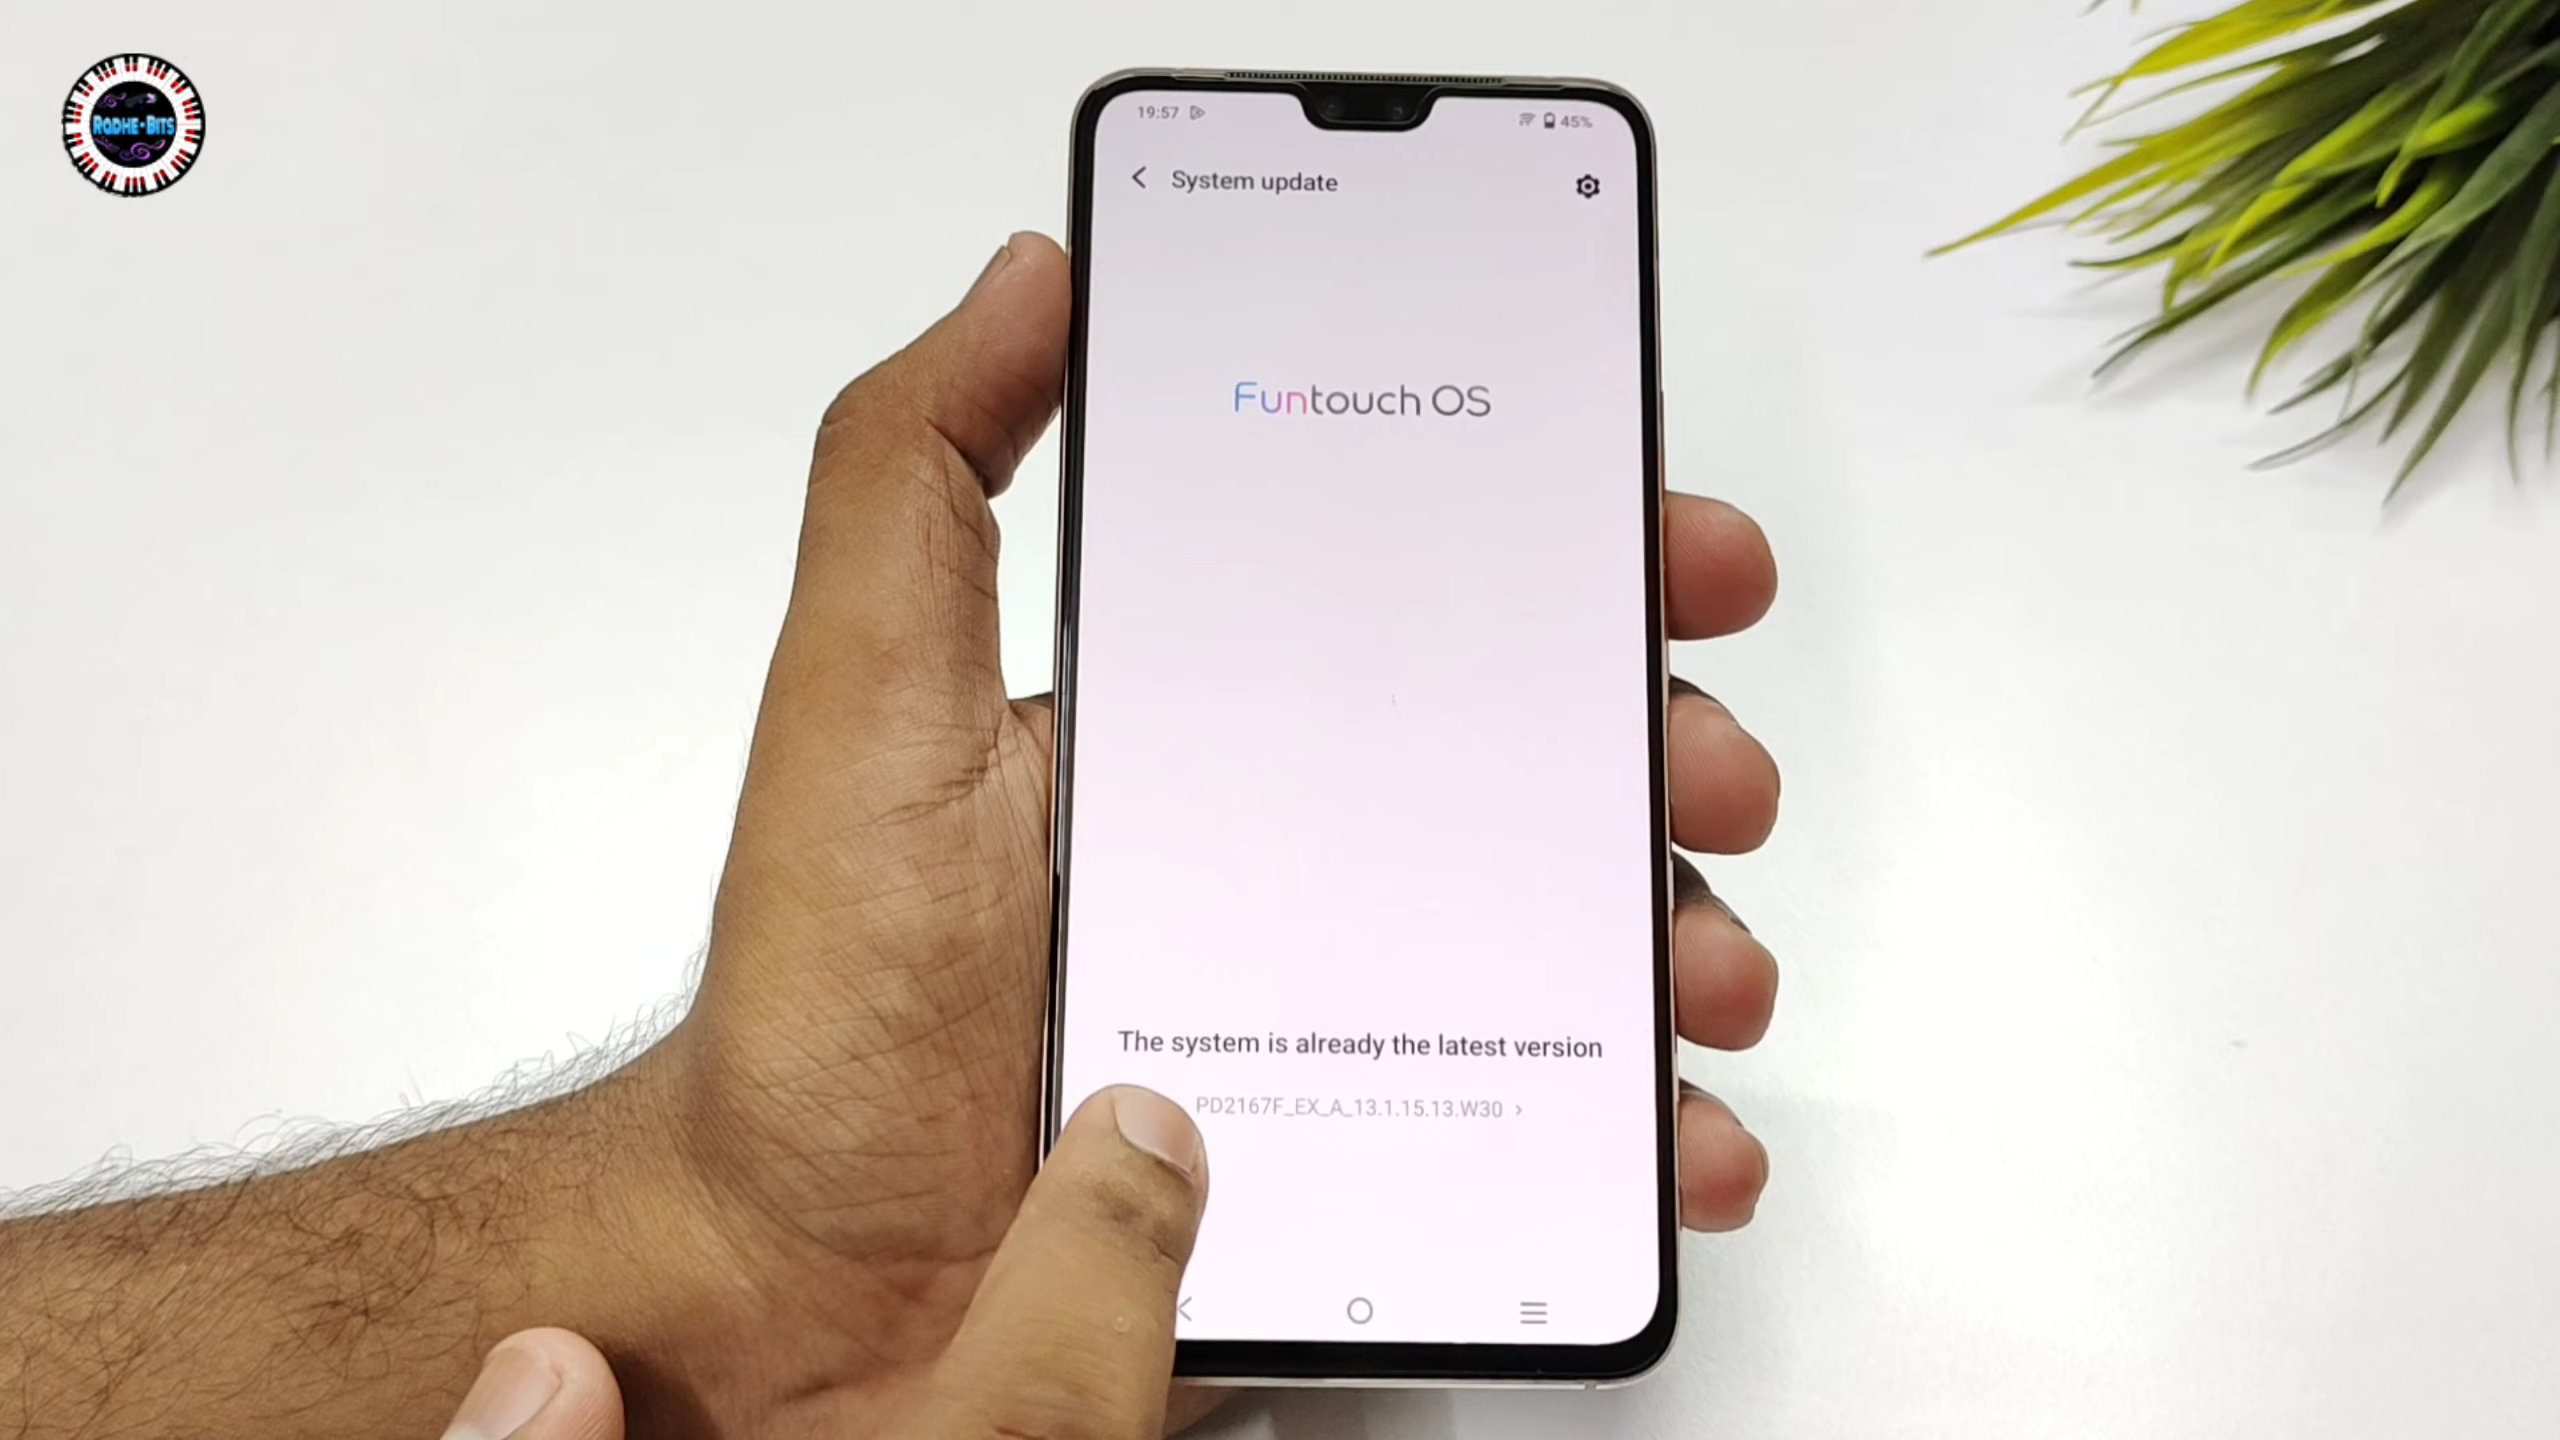 RADHE-BITS
19:57
45%
System update
Funtouch OS
The system is already the latest version
PD2167F_EX_A_13.1.15.13.W30 >